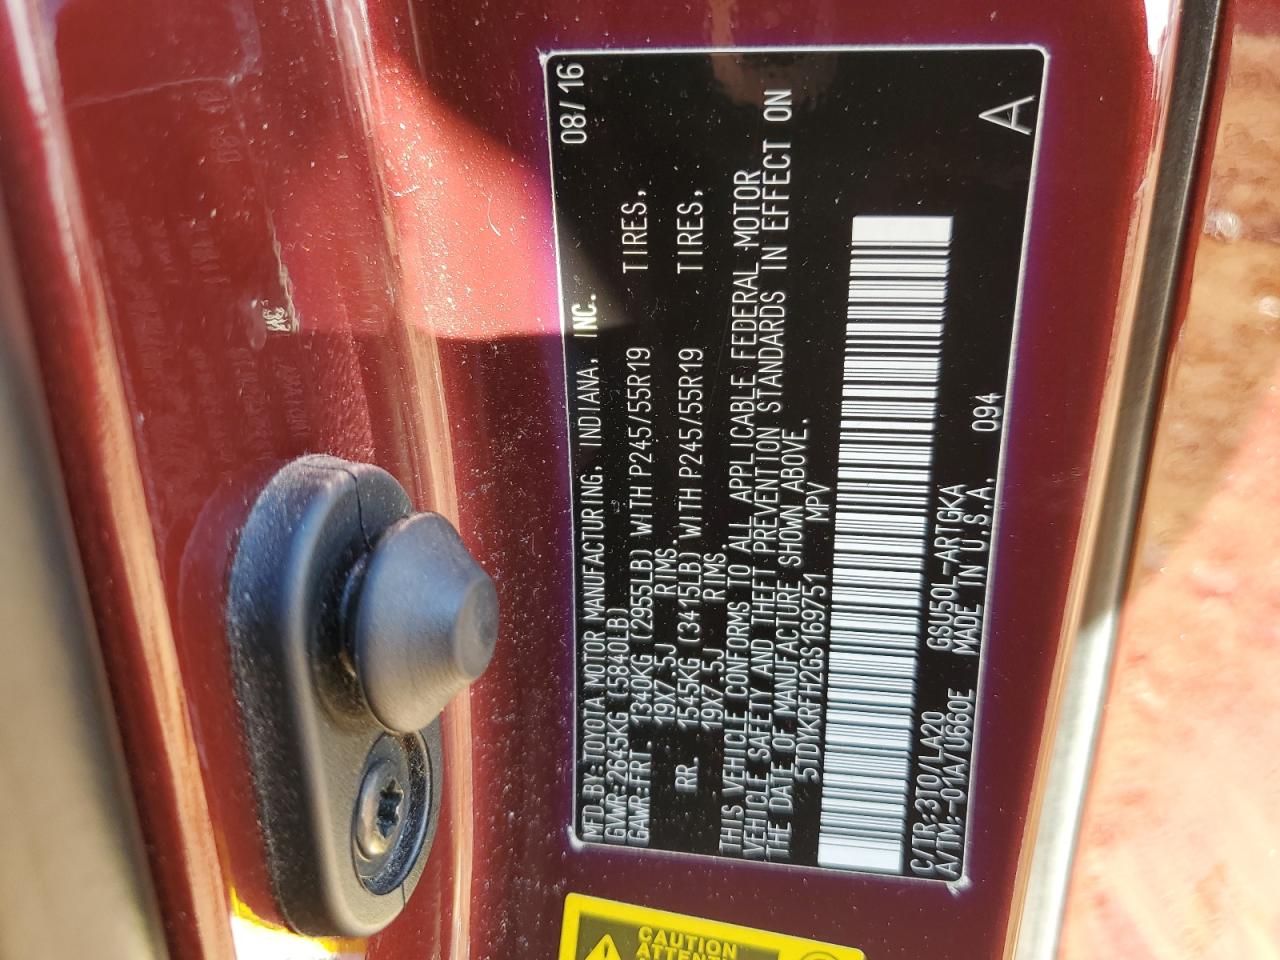 MFD.BY:TOYOTA MOTOR MANUFACTURING, INDIANA, INC. 08/16
GVWR:2645KG (5840LB)
GAWR:FRT. 1340KG (2955LB) WITH P245/55R19 TIRES,
19X7.5J RIMS,
RR. 1545KG (3415LB) WITH P245/55R19 TIRES,
19X7.5J RIMS.
THIS VEHICLE CONFORMS TO ALL APPLICABLE FEDERAL MOTOR
VEHICLE SAFETY AND THEFT PREVENTION STANDARDS IN EFFECT ON
THE DATE OF MANUFACTURE SHOWN ABOVE.
5TDYKRFH2GS169751 MPV
C/TR:3T0/LA20 GSU50L-ARTGKA
A/TM:-01A/U660E MADE IN U.S.A. 094
A
CAUTION